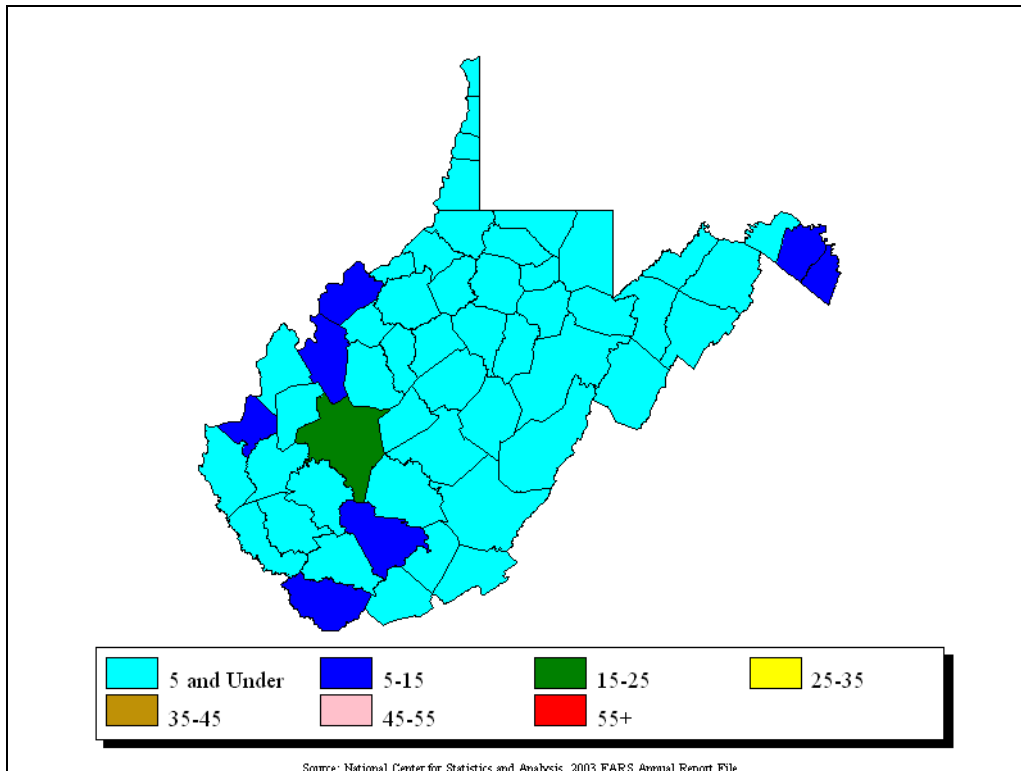 5 and Under 5-15 15-25 25-35
35-45 45-55 55+
Source: National Center for Statistics and Analysis, 2003 FARS Annual Report File